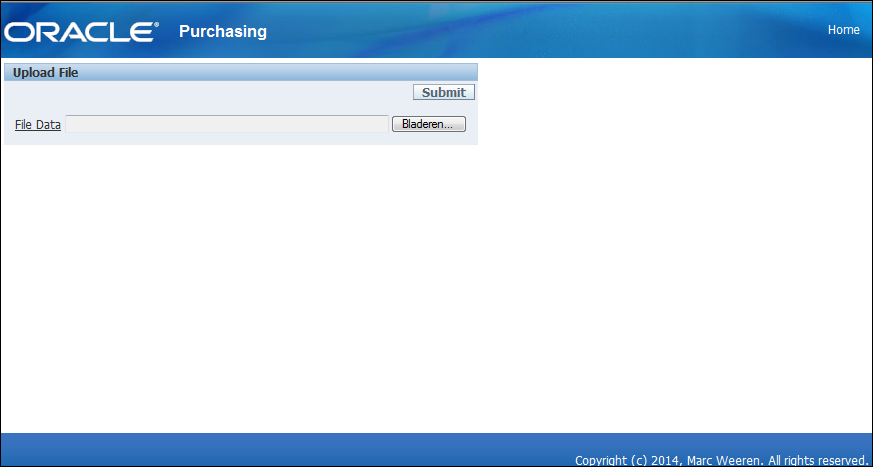 ORACLE® Purchasing
Home
Upload File
Submit
File Data
Bladeren...
Copyright (c) 2014, Marc Weeren. All rights reserved.